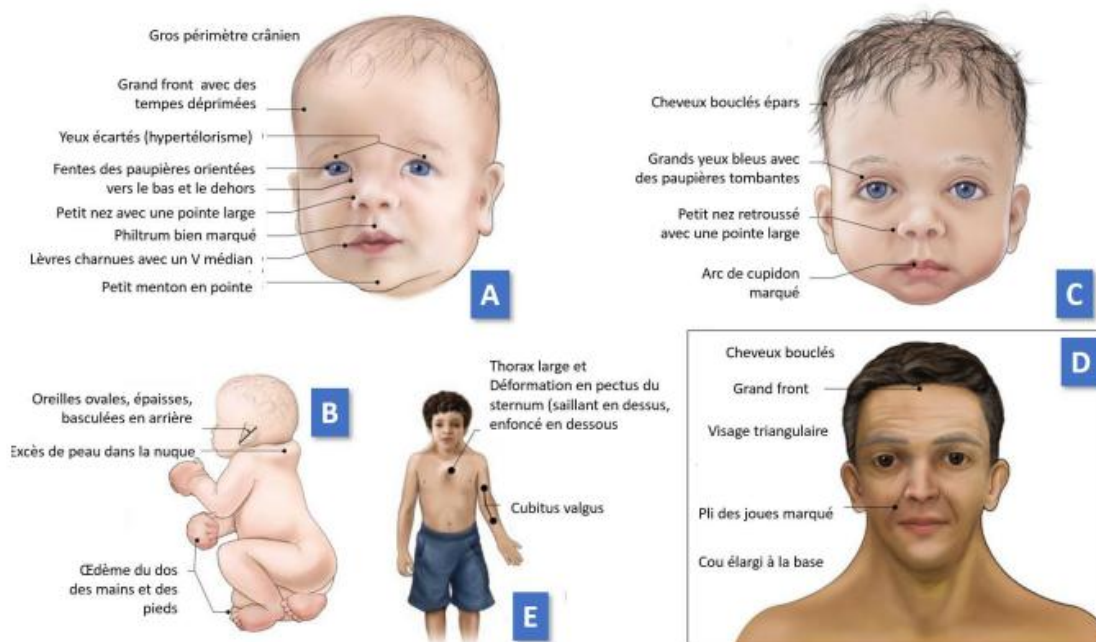 Gros périmètre crânien
Grand front avec des
tempes déprimées
Yeux écartés (hypertélorisme)
Fentes des paupières orientées
vers le bas et le dehors
Petit nez avec une pointe large
Philtrum bien marqué
Lèvres charnues avec un V médian
Petit menton en pointe
A
Cheveux bouclés épars
Grands yeux bleus avec
des paupières tombantes
Petit nez retroussé
avec une pointe large
Arc de cupidon
marqué
C
Oreilles ovales, épaisses,
basculées en arrière
Excès de peau dans la nuque
Œdème du dos
des mains et des
pieds
B
Thorax large et
Déformation en pectus du
sternum (saillant en dessus,
enfoncé en dessous
Cubitus valgus
E
Cheveux bouclés
Grand front
Visage triangulaire
Pli des joues marqué
Cou élargi à la base
D